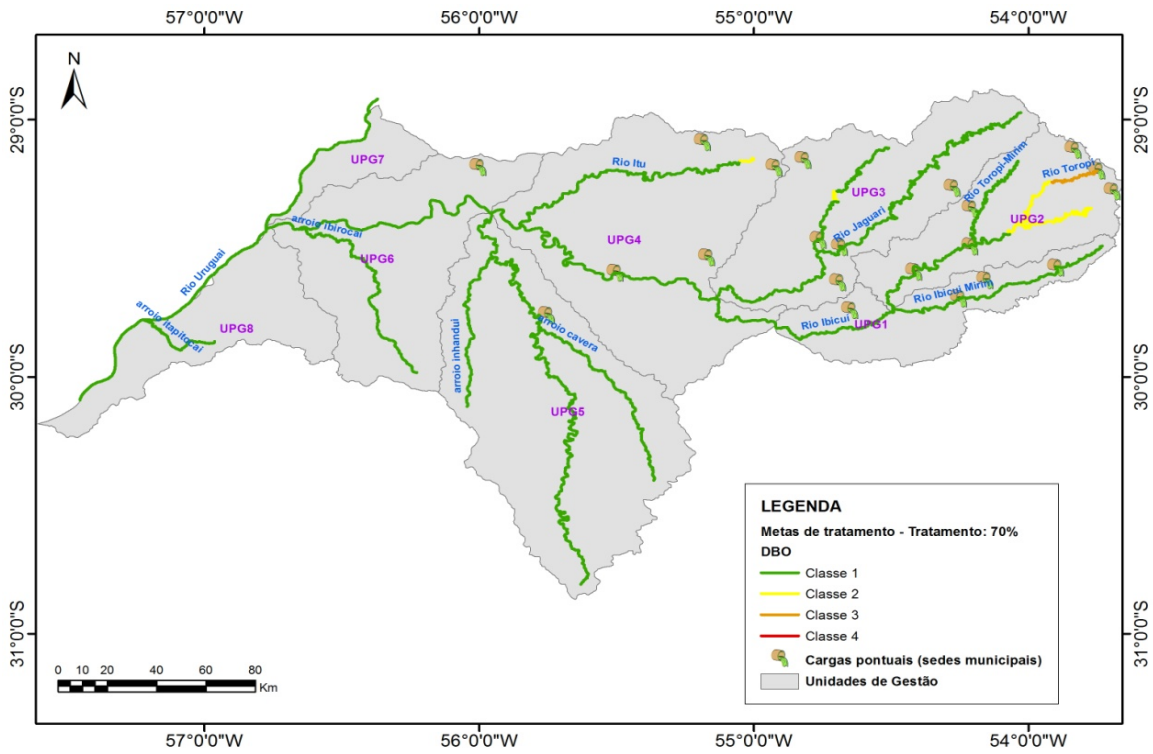 57°0'0"W 56°0'0"W 55°0'0"W 54°0'0"W
N
29°0'0"S
29°0'0"S
UPG7
Rio Itu
Rio Toropi-Mirim
Rio Toropi
UPG3
arroio ibirocai
Rio Jaguari
UPG2
UPG4
Rio Uruguai
UPG6
Rio Ibicui Mirim
arroio itapitocai
UPG8
arroio inhandui
arroio cavera
Rio Ibicui
UPG1
30°0'0"S
30°0'0"S
UPG5
LEGENDA
Metas de tratamento - Tratamento: 70%
DBO
Classe 1
Classe 2
Classe 3
Classe 4
Cargas pontuais (sedes municipais)
Unidades de Gestão
31°0'0"S
31°0'0"S
0 10 20 40 60 80
Km
57°0'0"W 56°0'0"W 55°0'0"W 54°0'0"W